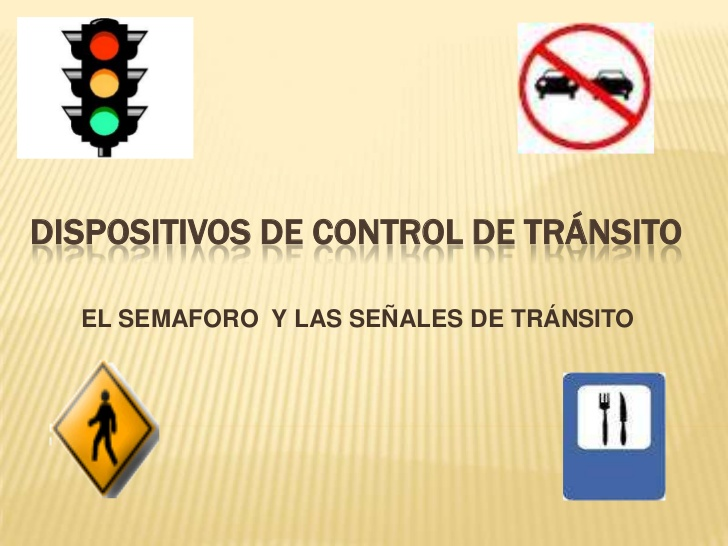 DISPOSITIVOS DE CONTROL DE TRÁNSITO
EL SEMAFORO Y LAS SEÑALES DE TRÁNSITO